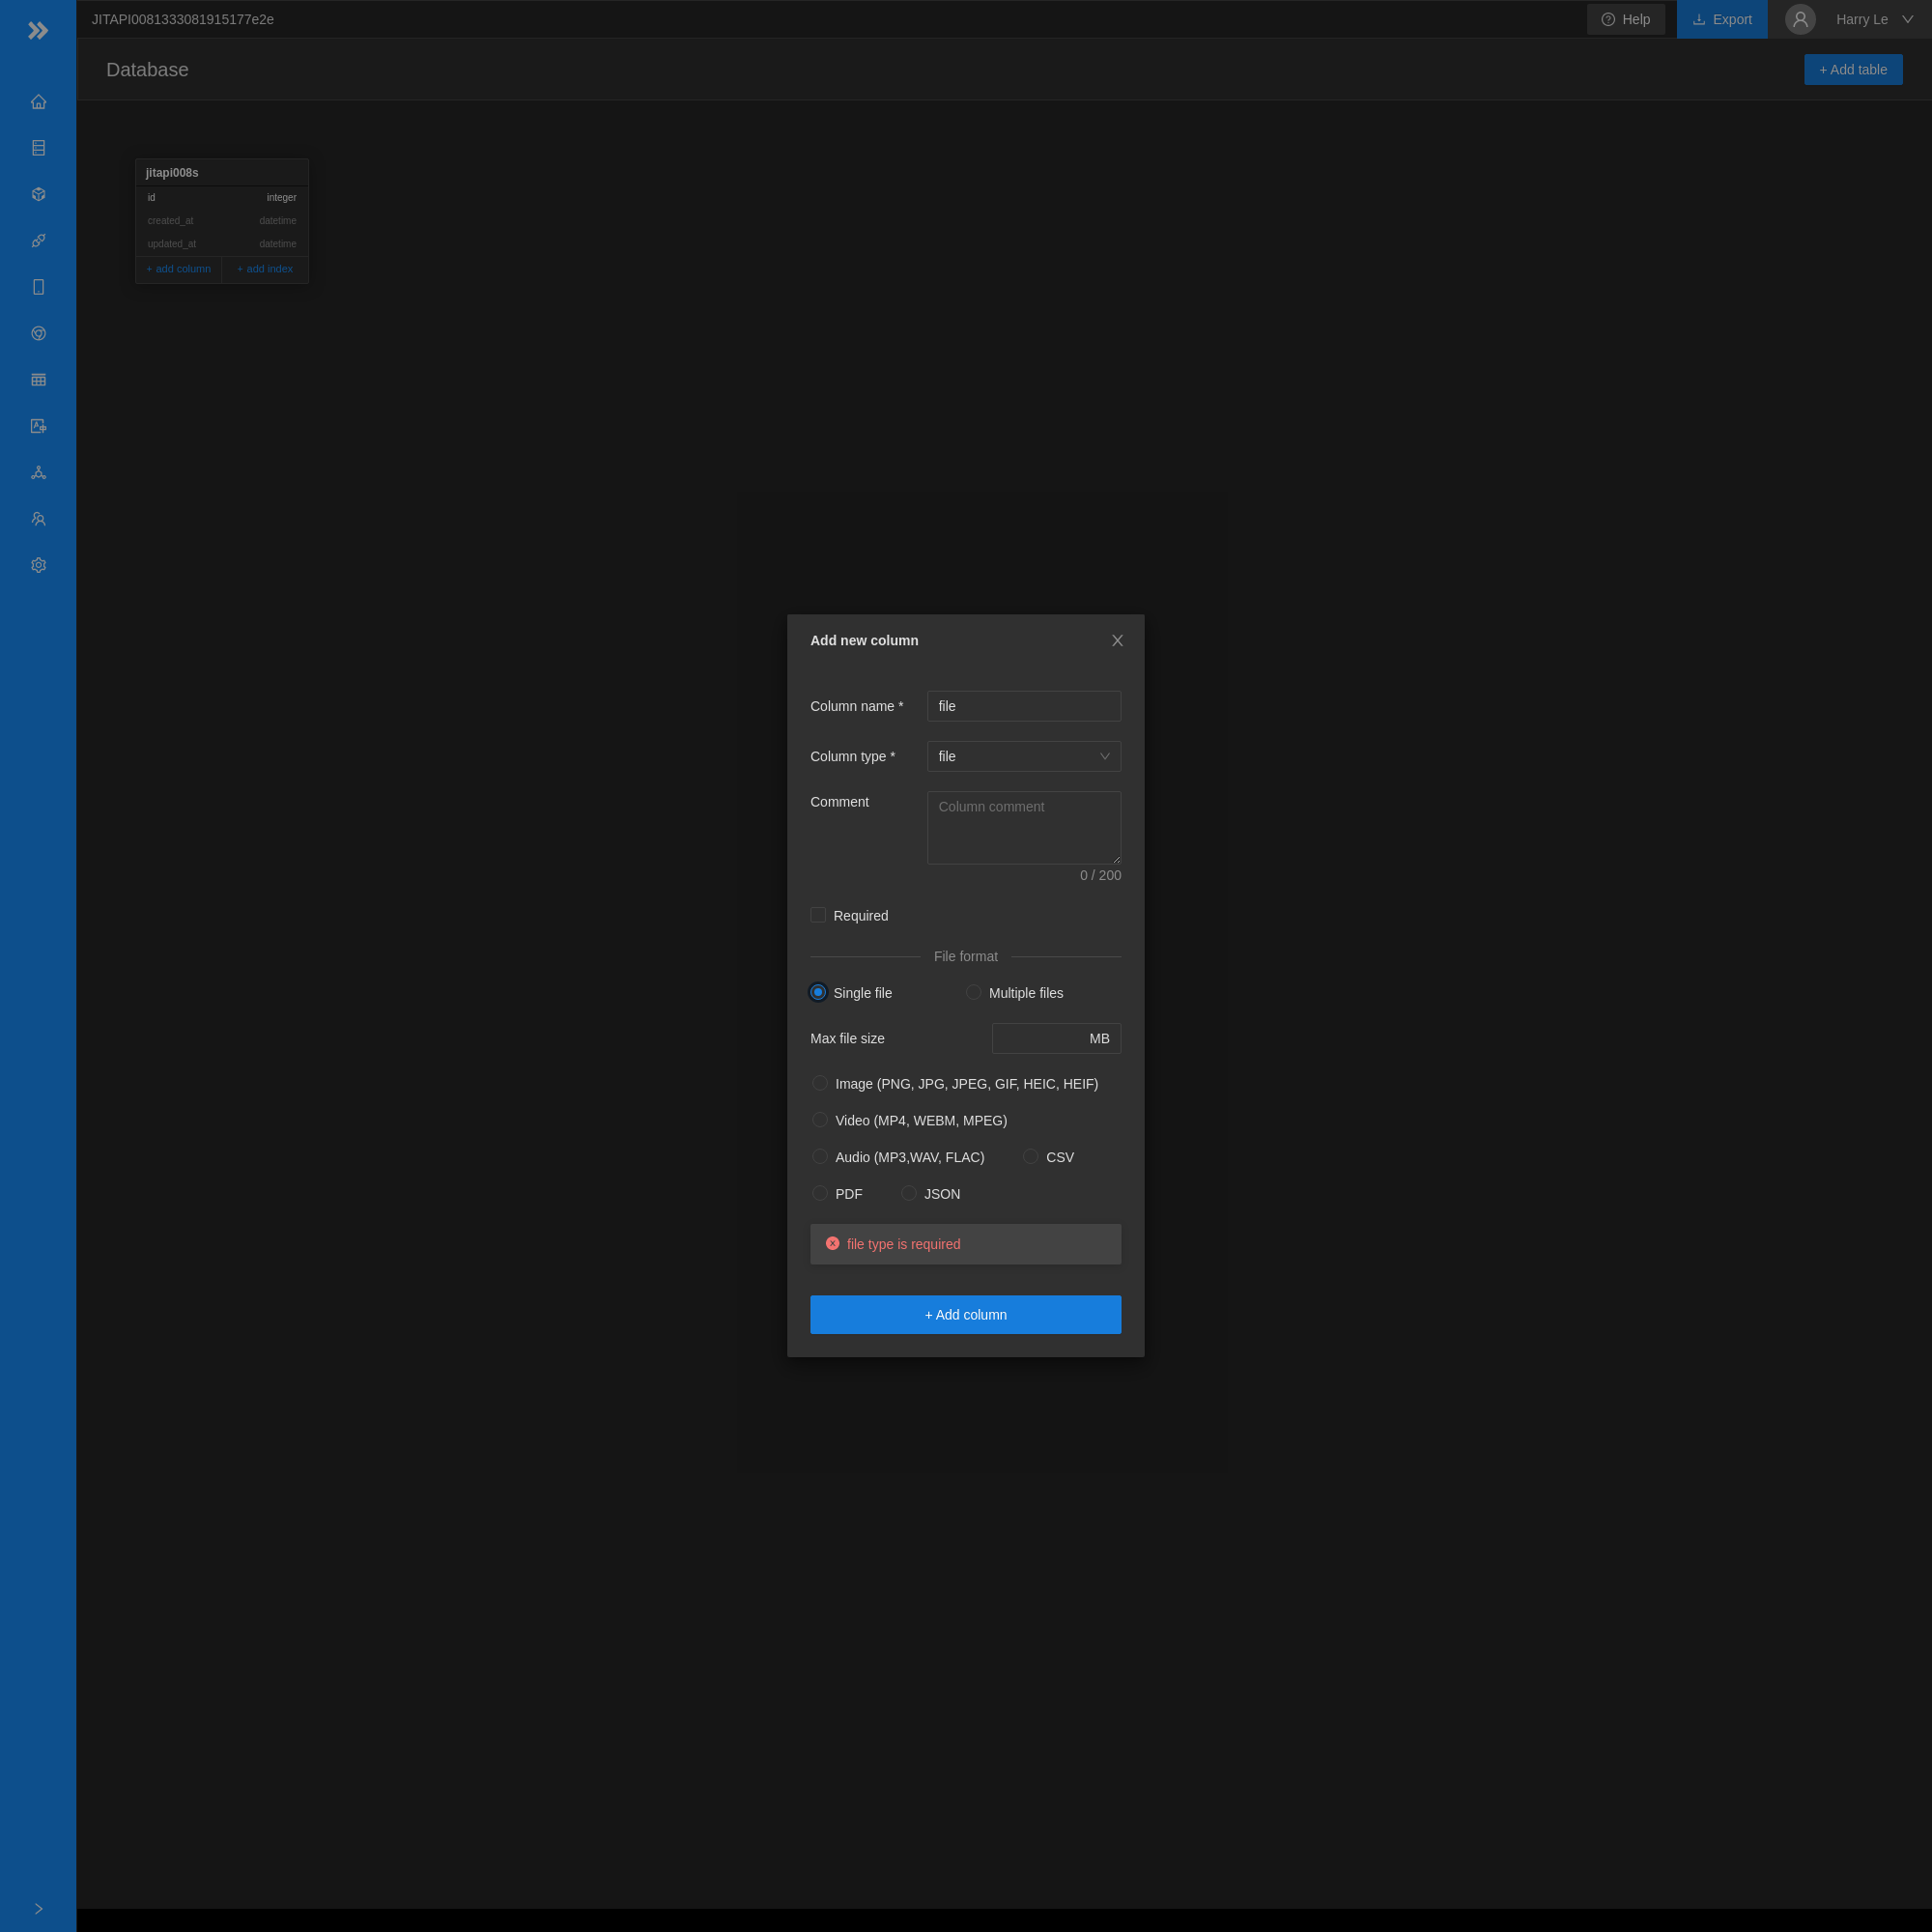 JITAPI0081333081915177e2e
Help
Export
Harry Le
Database
+ Add table
jitapi008s
id integer
created_at datetime
updated_at datetime
+ add column + add index
Add new column
Column name * file
Column type * file
Comment Column comment
0 / 200
Required
File format
Single file Multiple files
Max file size MB
Image (PNG, JPG, JPEG, GIF, HEIC, HEIF)
Video (MP4, WEBM, MPEG)
Audio (MP3,WAV, FLAC) CSV
PDF JSON
file type is required
+ Add column